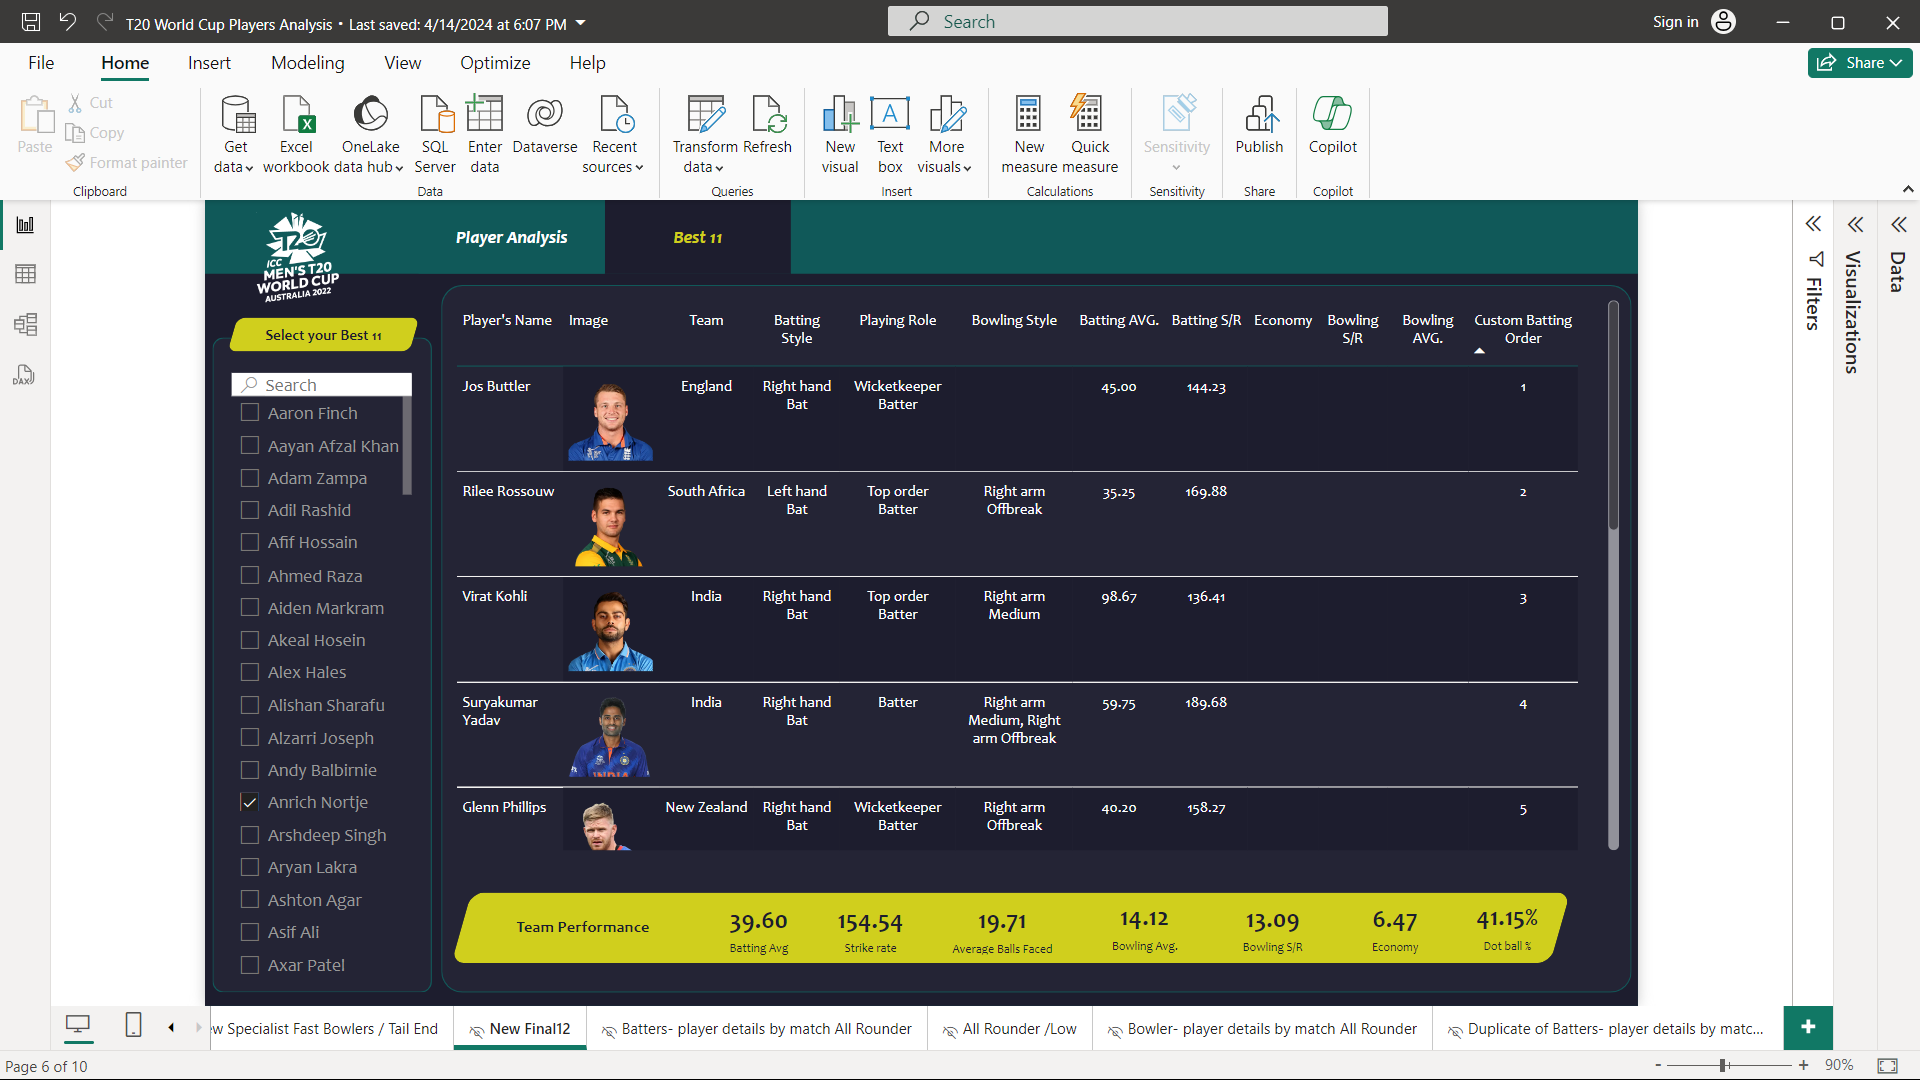 T20 World Cup Players Analysis • Last saved: 4/14/2024 at 6:07 PM
Search
Sign in
File
Home
Insert
Modeling
View
Optimize
Help
Share
Paste
Cut
Copy
Format painter
Clipboard
Get data
Excel workbook
OneLake data hub
SQL Server
Enter data
Dataverse
Recent sources
Data
Transform data
Refresh
Queries
New visual
Text box
More visuals
Insert
New measure
Quick measure
Calculations
Sensitivity
Sensitivity
Publish
Share
Copilot
Copilot
T20
ICC
MEN'S T20
WORLD CUP
AUSTRALIA 2022
Player Analysis
Best 11
Select your Best 11
Search
Aaron Finch
Aayan Afzal Khan
Adam Zampa
Adil Rashid
Afif Hossain
Ahmed Raza
Aiden Markram
Akeal Hosein
Alex Hales
Alishan Sharafu
Alzarri Joseph
Andy Balbirnie
Anrich Nortje
Arshdeep Singh
Aryan Lakra
Ashton Agar
Asif Ali
Axar Patel
Player's Name Image Team Batting Style Playing Role Bowling Style Batting AVG. Batting S/R Economy Bowling S/R Bowling AVG. Custom Batting Order
Jos Buttler England Right hand Bat Wicketkeeper Batter 45.00 144.23 1
Rilee Rossouw South Africa Left hand Bat Top order Batter Right arm Offbreak 35.25 169.88 2
Virat Kohli India Right hand Bat Top order Batter Right arm Medium 98.67 136.41 3
Suryakumar Yadav India Right hand Bat Batter Right arm Medium, Right arm Offbreak 59.75 189.68 4
INDIA
Glenn Phillips New Zealand Right hand Bat Wicketkeeper Batter Right arm Offbreak 40.20 158.27 5
Team Performance
39.60
Batting Avg
154.54
Strike rate
19.71
Average Balls Faced
14.12
Bowling Avg.
13.09
Bowling S/R
6.47
Economy
41.15%
Dot ball %
Filters
Visualizations
Data
DAX
w Specialist Fast Bowlers / Tail End
New Final12
Batters- player details by match All Rounder
All Rounder /Low
Bowler- player details by match All Rounder
Duplicate of Batters- player details by matc...
+
Page 6 of 10
- + 90%